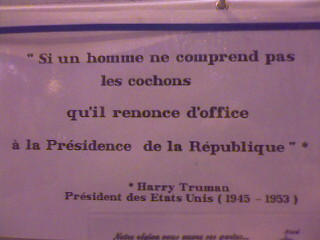 " Si un homme ne comprend pas
les cochons
qu'il renonce d'office
à la Présidence de la République " *
* Harry Truman
Président des Etats Unis ( 1945 - 1953 )